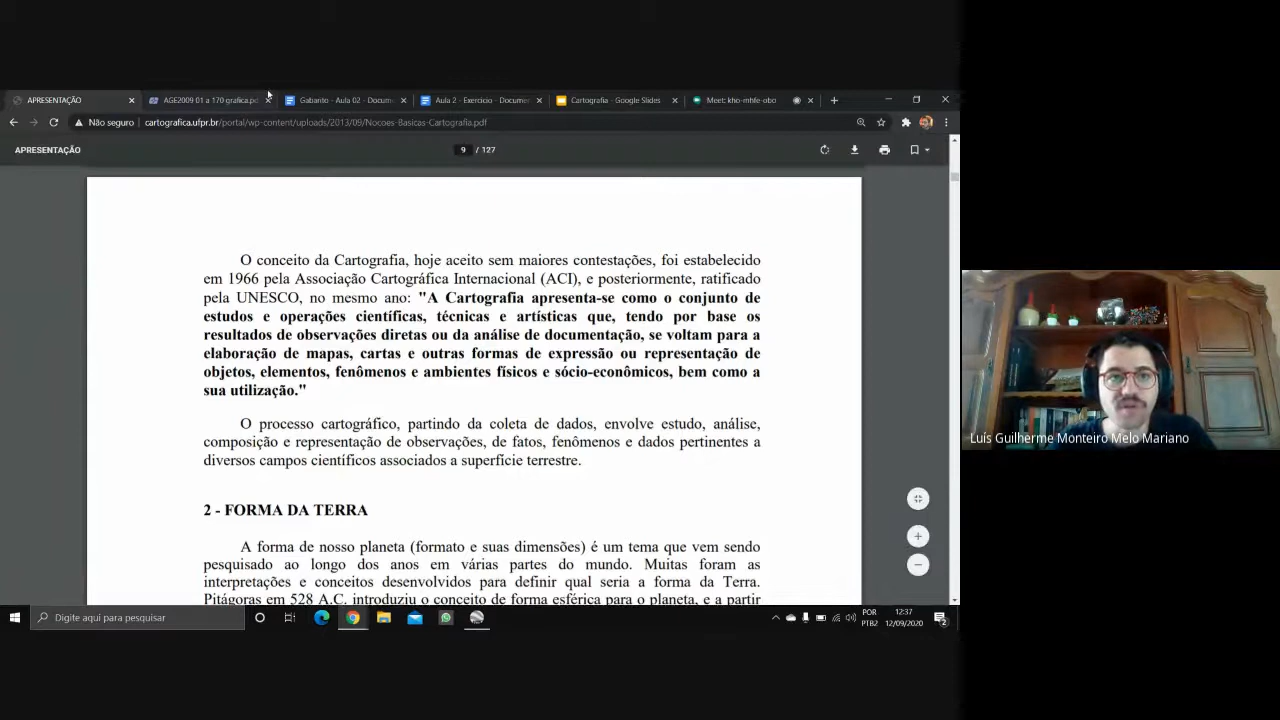 APRESENTAÇÃO
AGE2009 01 a 170 grafica.pd
Gabarito - Aula 02 - Docum
Aula 2 - Exercício - Documen
Cartografia - Google Slides
Meet: kho-mhfe-obo
Não seguro | cartografica.ufpr.br/portal/wp-content/uploads/2013/09/Nocoes-Basicas-Cartografia.pdf
APRESENTAÇÃO
9 / 127
O conceito da Cartografia, hoje aceito sem maiores contestações, foi estabelecido
em 1966 pela Associação Cartográfica Internacional (ACI), e posteriormente, ratificado
pela UNESCO, no mesmo ano: "A Cartografia apresenta-se como o conjunto de
estudos e operações científicas, técnicas e artísticas que, tendo por base os
resultados de observações diretas ou da análise de documentação, se voltam para a
elaboração de mapas, cartas e outras formas de expressão ou representação de
objetos, elementos, fenômenos e ambientes físicos e sócio-econômicos, bem como a
sua utilização."
O processo cartográfico, partindo da coleta de dados, envolve estudo, análise,
composição e representação de observações, de fatos, fenômenos e dados pertinentes a
diversos campos científicos associados a superfície terrestre.
2 - FORMA DA TERRA
A forma de nosso planeta (formato e suas dimensões) é um tema que vem sendo
pesquisado ao longo dos anos em várias partes do mundo. Muitas foram as
interpretações e conceitos desenvolvidos para definir qual seria a forma da Terra.
Pitágoras em 528 A.C. introduziu o conceito de forma esférica para o planeta, e a partir
Luís Guilherme Monteiro Melo Mariano
Digite aqui para pesquisar
POR
PTB2
12:37
12/09/2020
2